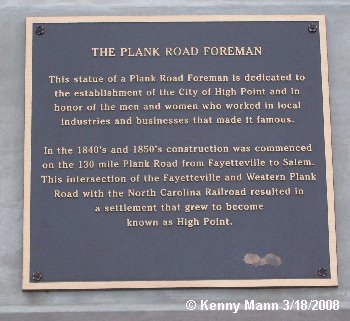 THE PLANK ROAD FOREMAN
This statue of a Plank Road Foreman is dedicated to
the establishment of the City of High Point and in
honor of the men and women who worked in local
industries and businesses that made it famous.
In the 1840's and 1850's construction was commenced
on the 130 mile Plank Road from Fayetteville to Salem.
This intersection of the Fayetteville and Western Plank
Road with the North Carolina Railroad resulted in
a settlement that grew to become
known as High Point.
© Kenny Mann 3/18/2008